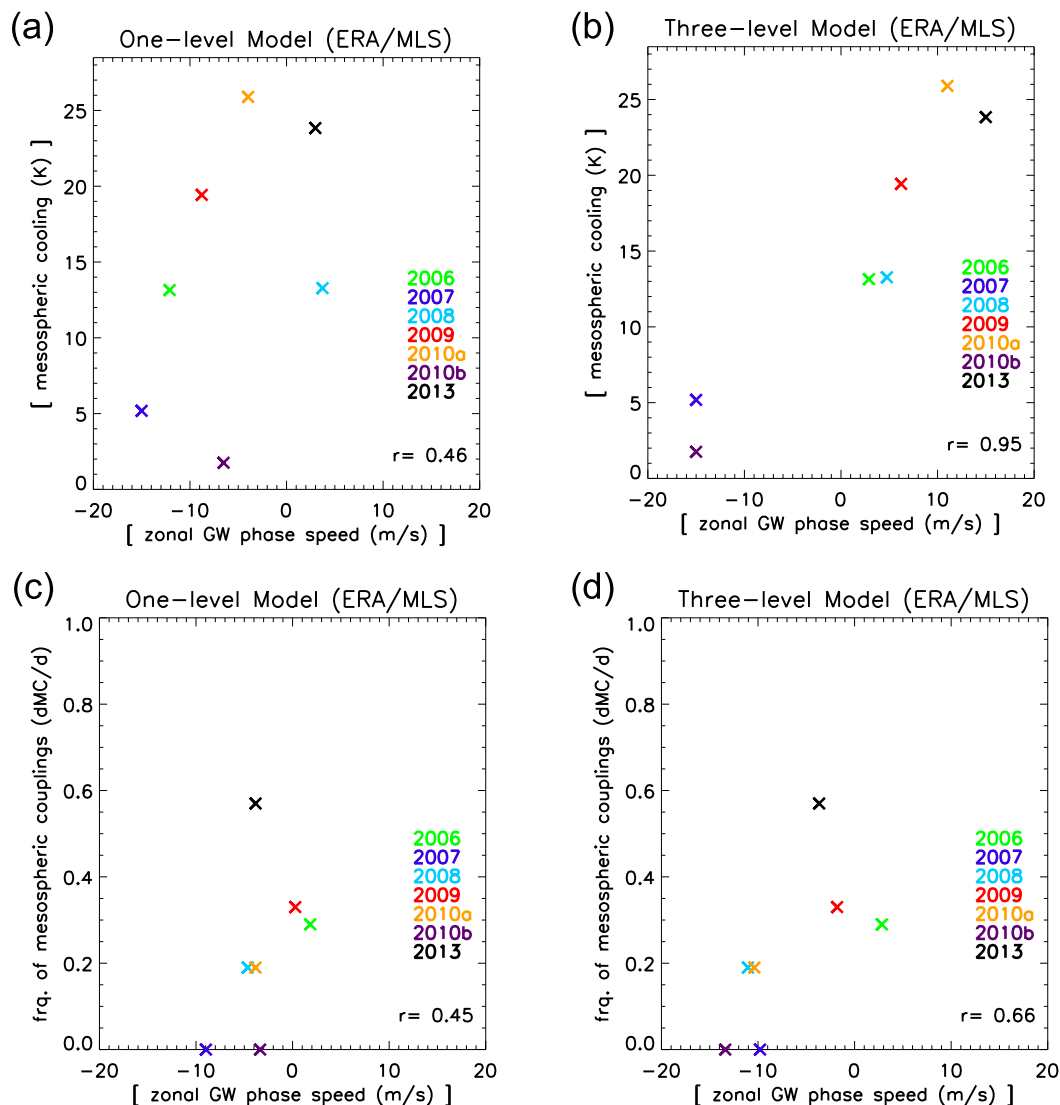 (a)
One-level Model (ERA/MLS)
[ mesospheric cooling (K) ]
25
20
15
10
5
0
2006
2007
2008
2009
2010a
2010b
2013
r= 0.46
-20 -10 0 10 20
[ zonal GW phase speed (m/s) ]
(b)
Three-level Model (ERA/MLS)
[ mesospheric cooling (K) ]
25
20
15
10
5
0
2006
2007
2008
2009
2010a
2010b
2013
r= 0.95
-20 -10 0 10 20
[ zonal GW phase speed (m/s) ]
(c)
One-level Model (ERA/MLS)
frq. of mesospheric couplings (dMC/d)
1.0
0.8
0.6
0.4
0.2
0.0
2006
2007
2008
2009
2010a
2010b
2013
r= 0.45
-20 -10 0 10 20
[ zonal GW phase speed (m/s) ]
(d)
Three-level Model (ERA/MLS)
frq. of mesospheric couplings (dMC/d)
1.0
0.8
0.6
0.4
0.2
0.0
2006
2007
2008
2009
2010a
2010b
2013
r= 0.66
-20 -10 0 10 20
[ zonal GW phase speed (m/s) ]